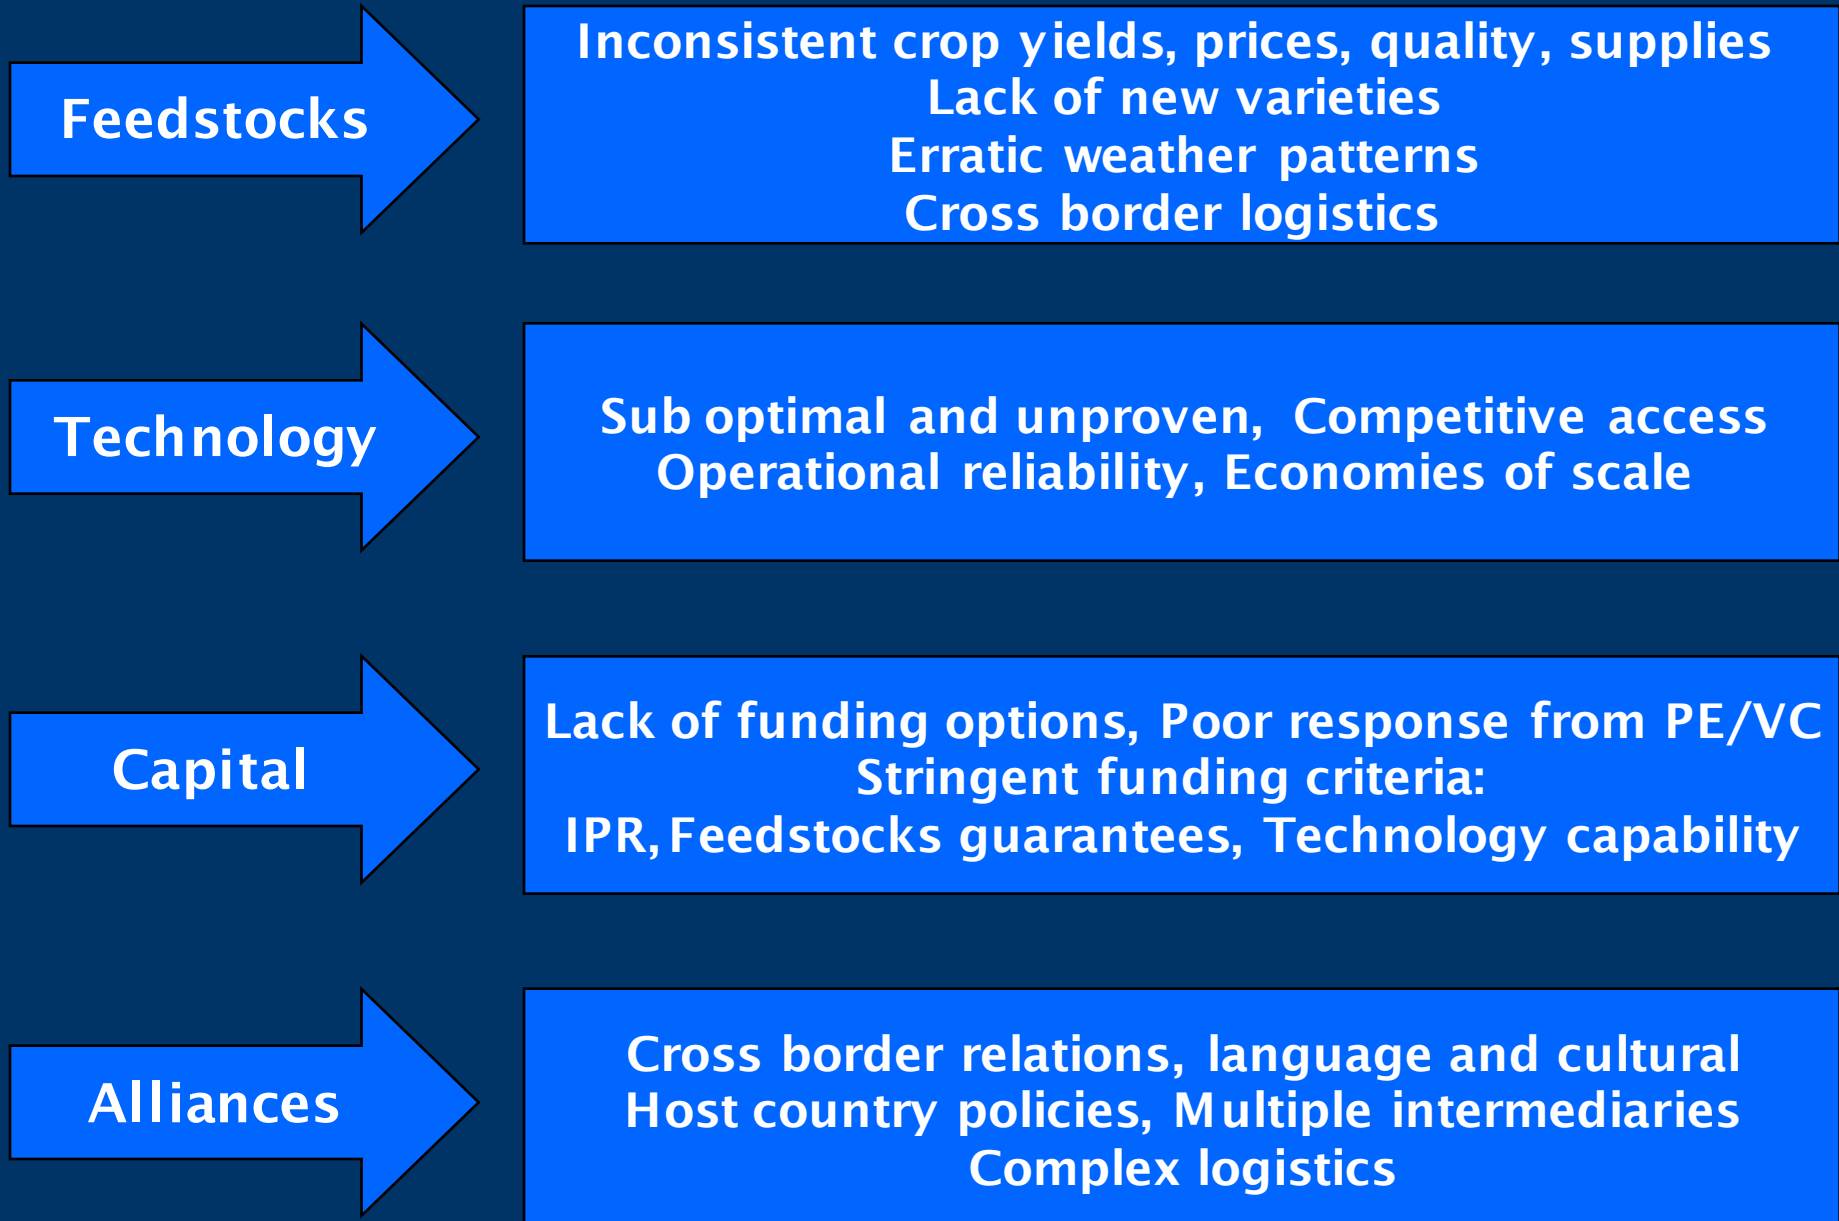 Feedstocks
Inconsistent crop yields, prices, quality, supplies
Lack of new varieties
Erratic weather patterns
Cross border logistics
Technology
Sub optimal and unproven, Competitive access
Operational reliability, Economies of scale
Capital
Lack of funding options, Poor response from PE/VC
Stringent funding criteria:
IPR, Feedstocks guarantees, Technology capability
Alliances
Cross border relations, language and cultural
Host country policies, Multiple intermediaries
Complex logistics